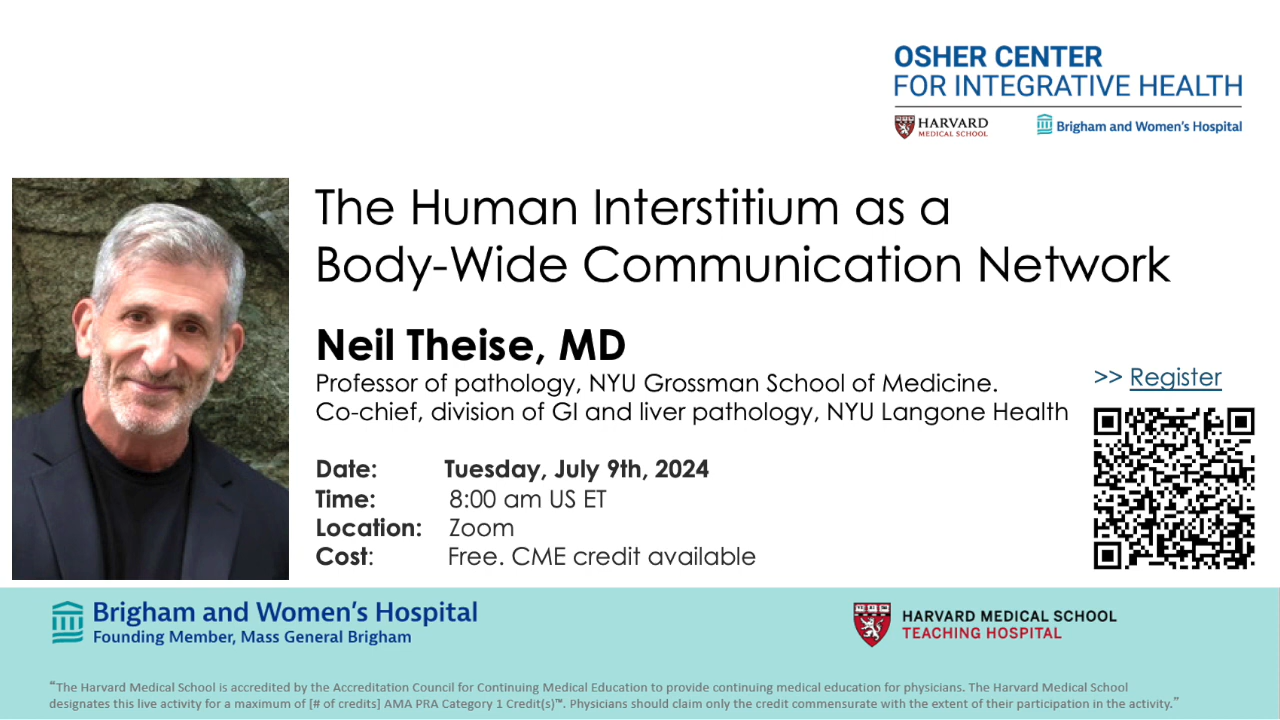 OSHER CENTER
FOR INTEGRATIVE HEALTH
HARVARD
MEDICAL SCHOOL
Brigham and Women's Hospital
The Human Interstitium as a
Body-Wide Communication Network
Neil Theise, MD
Professor of pathology, NYU Grossman School of Medicine.
Co-chief, division of GI and liver pathology, NYU Langone Health
>> Register
Date: Tuesday, July 9th, 2024
Time: 8:00 am US ET
Location: Zoom
Cost: Free. CME credit available
Brigham and Women's Hospital
Founding Member, Mass General Brigham
HARVARD MEDICAL SCHOOL
TEACHING HOSPITAL
"The Harvard Medical School is accredited by the Accreditation Council for Continuing Medical Education to provide continuing medical education for physicians. The Harvard Medical School
designates this live activity for a maximum of [# of credits] AMA PRA Category 1 Credit(s)™. Physicians should claim only the credit commensurate with the extent of their participation in the activity."